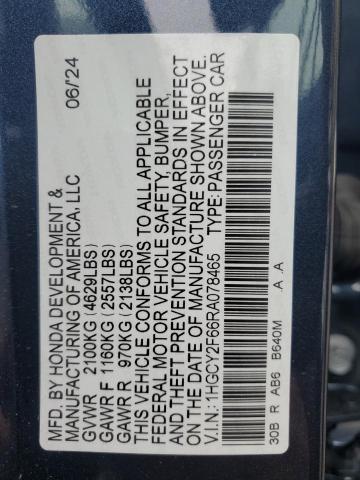 MFD. BY HONDA DEVELOPMENT & 06/24
MANUFACTURING OF AMERICA, LLC
GVWR 2100KG (4629LBS)
GAWR F 1160KG (2557LBS)
GAWR R 970KG (2138LBS)
THIS VEHICLE CONFORMS TO ALL APPLICABLE
FEDERAL MOTOR VEHICLE SAFETY, BUMPER,
AND THEFT PREVENTION STANDARDS IN EFFECT
ON THE DATE OF MANUFACTURE SHOWN ABOVE.
V.I.N.: 1HGCY2F66RA078465 TYPE: PASSENGER CAR
30B R AB6 B640M .A .A